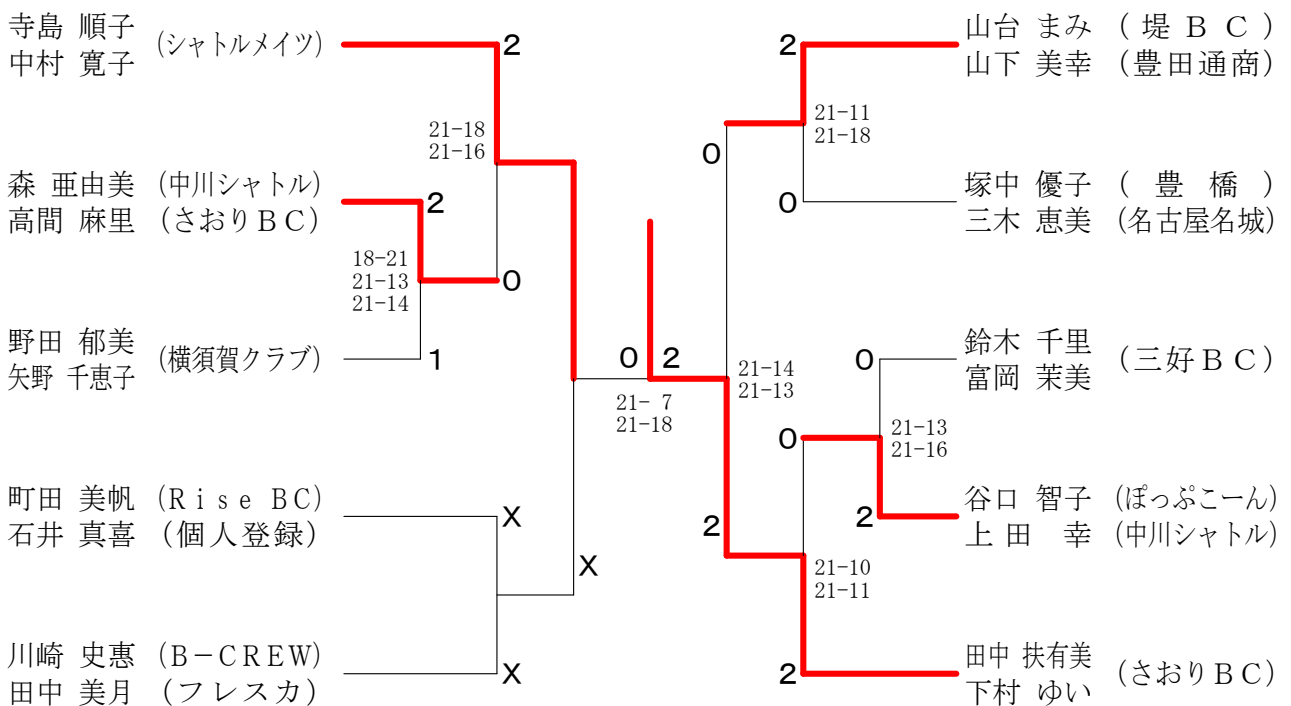 寺島 順子
中村 寛子
(シャトルメイツ)
2
21-18
21-16
森 亜由美 (中川シャトル)
高間 麻里 (さおりBC)
2
18-21
21-13
21-14
0
野田 郁美
矢野 千恵子
(横須賀クラブ)
1
町田 美帆 (Rise BC)
石井 真喜 (個人登録)
X
X
川崎 史惠 (B-CREW)
田中 美月 (フレスカ)
X
0 2
21- 7
21-18
山台 まみ (堤BC)
山下 美幸 (豊田通商)
2
21-11
21-18
0
塚中 優子 (豊橋)
三木 恵美 (名古屋名城)
0
21-14
21-13
鈴木 千里
富岡 茉美
(三好BC)
0
21-13
21-16
0
谷口 智子 (ぽっぷこーん)
上田 幸 (中川シャトル)
2
2
21-10
21-11
田中 扶有美
下村 ゆい
(さおりBC)
2